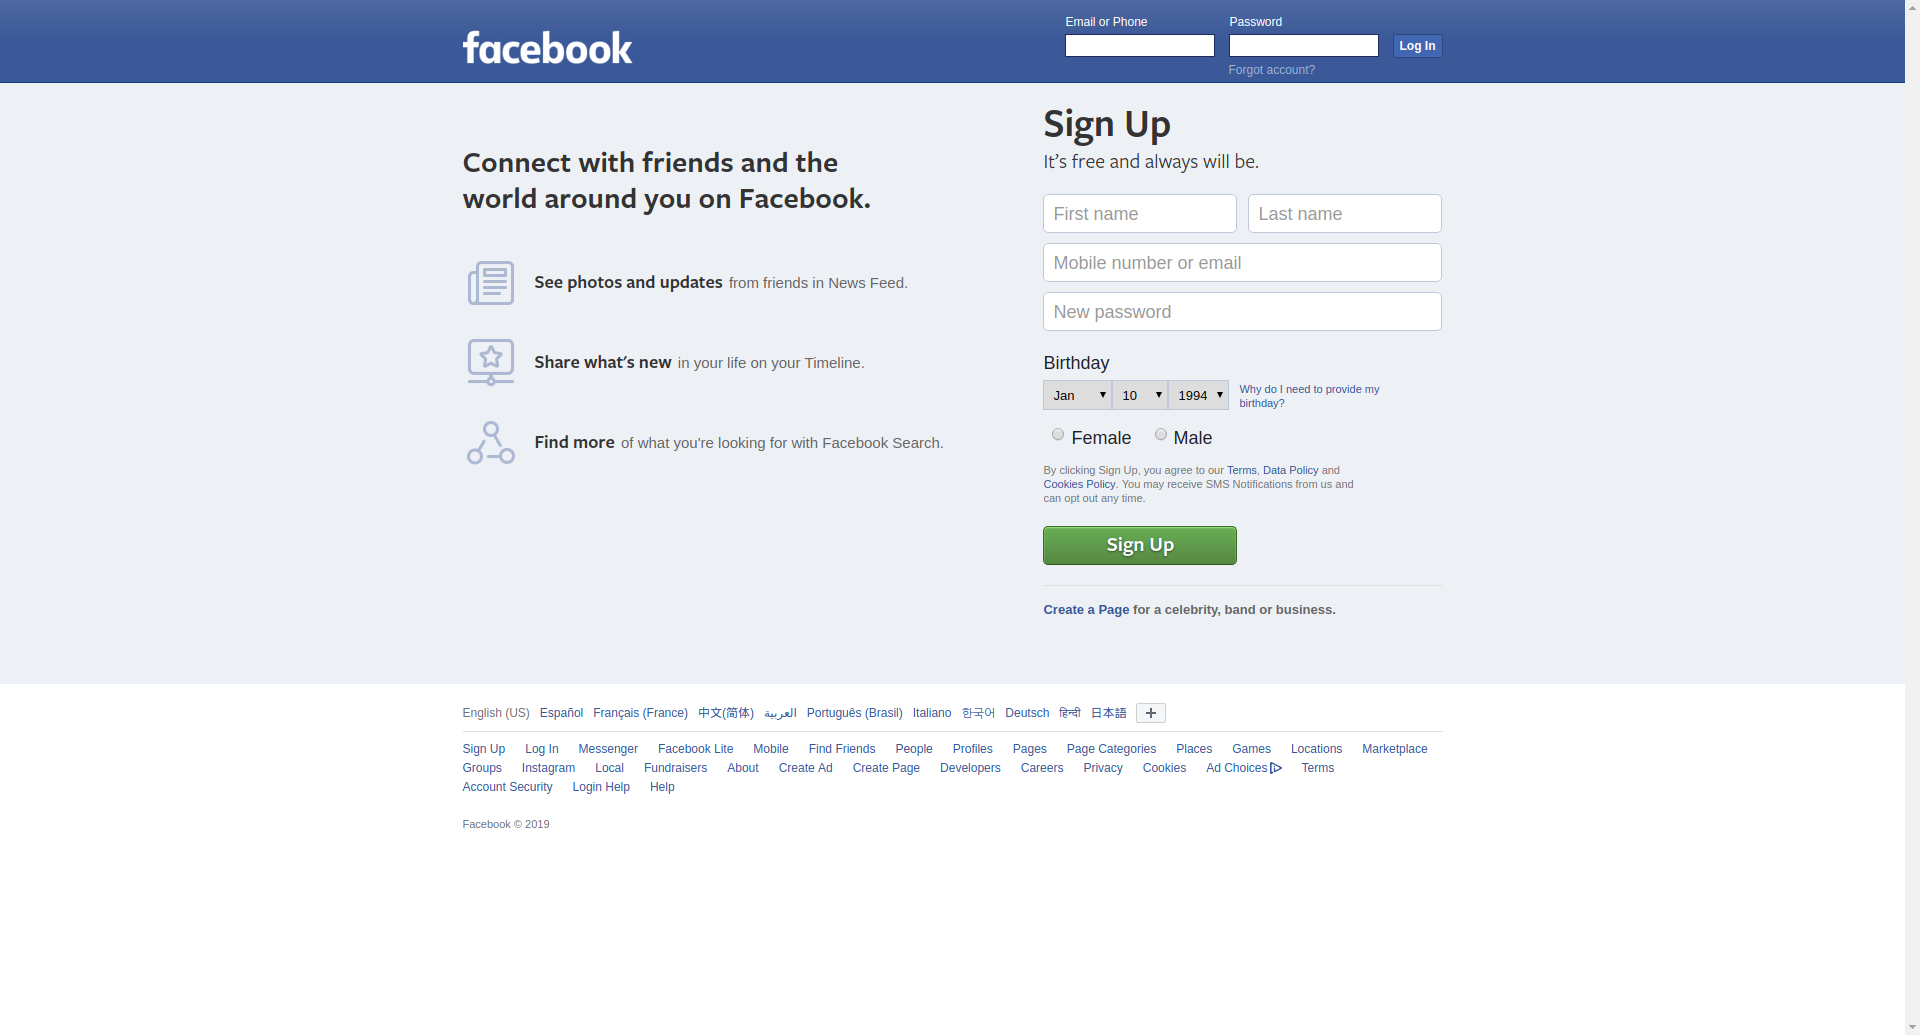 facebook
Email or Phone
Password
Log In
Forgot account?
Connect with friends and the
world around you on Facebook.
See photos and updates from friends in News Feed.
Share what's new in your life on your Timeline.
Find more of what you're looking for with Facebook Search.
Sign Up
It's free and always will be.
First name
Last name
Mobile number or email
New password
Birthday
Jan
10
1994
Why do I need to provide my
birthday?
Female
Male
By clicking Sign Up, you agree to our Terms, Data Policy and
Cookies Policy. You may receive SMS Notifications from us and
can opt out any time.
Sign Up
Create a Page for a celebrity, band or business.
English (US) Español Français (France) 中文(简体) العربية Português (Brasil) Italiano 한국어 Deutsch हिन्दी 日本語
Sign Up Log In Messenger Facebook Lite Mobile Find Friends People Profiles Pages Page Categories Places Games Locations Marketplace
Groups Instagram Local Fundraisers About Create Ad Create Page Developers Careers Privacy Cookies Ad Choices Terms
Account Security Login Help Help
Facebook © 2019